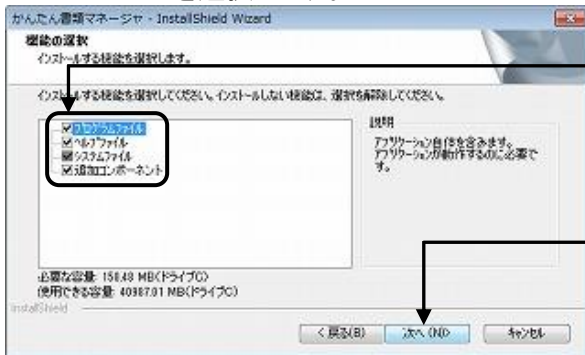 かんたん書類マネージャ - InstallShield Wizard
機能の選択
インストールする機能を選択します。
インストールする機能を選択してください。インストールしない機能は、選択を解除してください。
プログラムファイル
ヘルプファイル
システムファイル
追加コンポーネント
説明
アプリケーション自体を含みます。
アプリケーションが動作するのに必要で
す。
必要な容量: 158.48 MB(ドライブC)
使用できる容量: 40987.01 MB(ドライブC)
InstallShield
< 戻る(B)
次へ(N)>
キャンセル